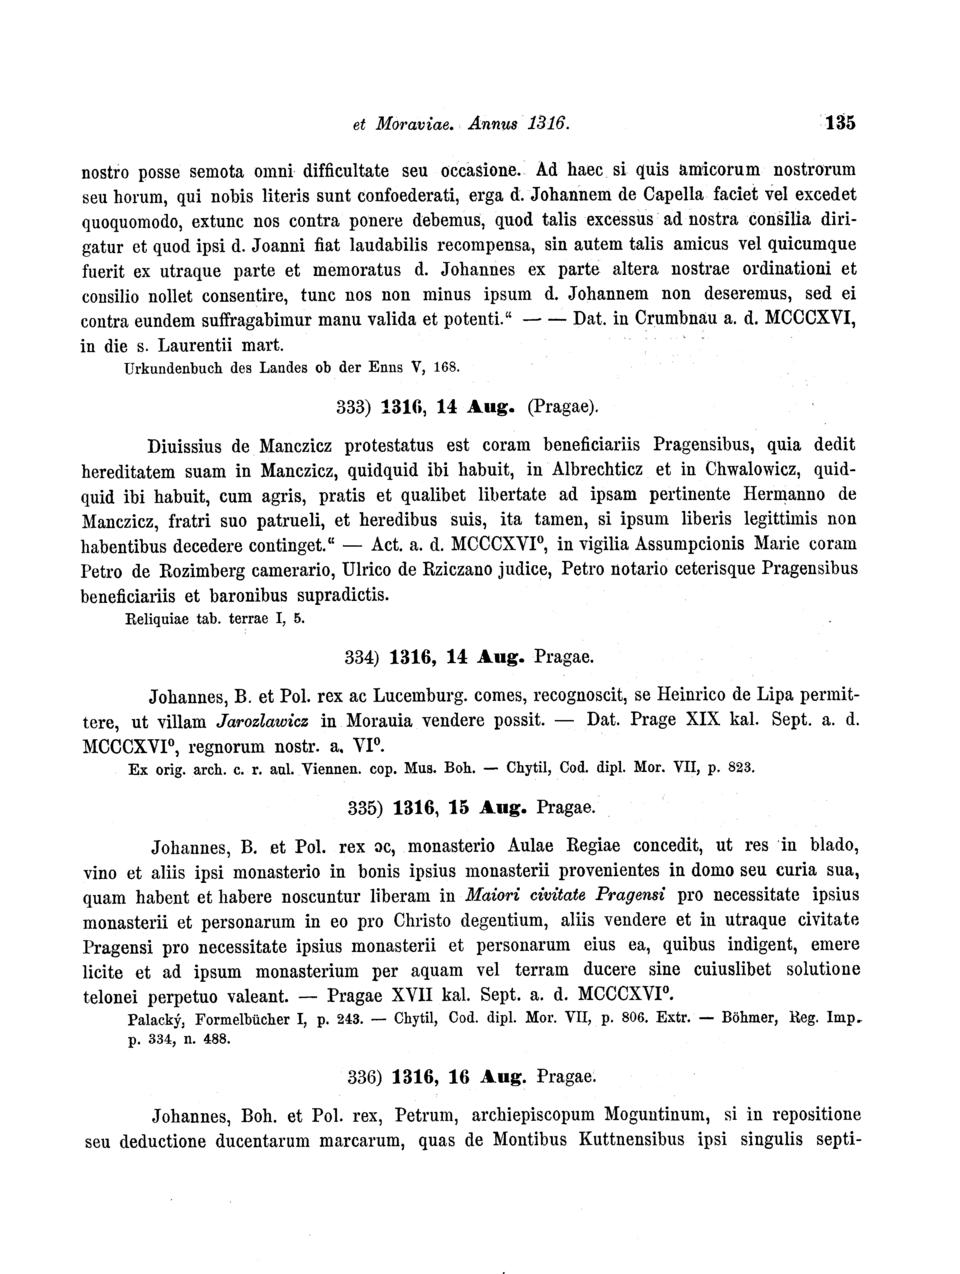 et Moraviae. Annus 1316. 135
nostro posse semota omni difficultate seu occasione. Ad haec si quis amicorum nostrorum
seu horum, qui nobis literis sunt confoederati, erga d. Johannem de Capella faciet vel excedet
quoquomodo, extunc nos contra ponere debemus, quod talis excessus ad nostra consilia diri-
gatur et quod ipsi d. Joanni fiat laudabilis recompensa, sin autem talis amicus vel quicumque
fuerit ex utraque parte et memoratus d. Johannes ex parte altera nostrae ordinationi et
consilio nollet consentire, tunc nos non minus ipsum d. Johannem non deseremus, sed ei
contra eundem suffragabimur manu valida et potenti.“ — — Dat. in Crumbnau a. d. MCCCXVI,
in die s. Laurentii mart.
Urkundenbuch des Landes ob der Enns V, 168.
333) 1316, 14 Aug. (Pragae).
Diuissius de Manczicz protestatus est coram beneficiariis Pragensibus, quia dedit
hereditatem suam in Manczicz, quidquid ibi habuit, in Albrechticz et in Chwalowicz, quid-
quid ibi habuit, cum agris, pratis et qualibet libertate ad ipsam pertinente Hermanno de
Manczicz, fratri suo patrueli, et heredibus suis, ita tamen, si ipsum liberis legittimis non
habentibus decedere continget.“ — Act. a. d. MCCCXVI⁰, in vigilia Assumpcionis Marie coram
Petro de Rozimberg camerario, Ulrico de Rziczano judice, Petro notario ceterisque Pragensibus
beneficiariis et baronibus supradictis.
Reliquiae tab. terrae I, 5.
334) 1316, 14 Aug. Pragae.
Johannes, B. et Pol. rex ac Lucemburg. comes, recognoscit, se Heinrico de Lipa permit-
tere, ut villam Jarozlawicz in Morauia vendere possit. — Dat. Prage XIX kal. Sept. a. d.
MCCCXVI⁰, regnorum nostr. a. VI⁰.
Ex orig. arch. c. r. aul. Viennen. cop. Mus. Boh. — Chytil, Cod. dipl. Mor. VII, p. 823.
335) 1316, 15 Aug. Pragae.
Johannes, B. et Pol. rex ɔc, monasterio Aulae Regiae concedit, ut res in blado,
vino et aliis ipsi monasterio in bonis ipsius monasterii provenientes in domo seu curia sua,
quam habent et habere noscuntur liberam in Maiori civitate Pragensi pro necessitate ipsius
monasterii et personarum in eo pro Christo degentium, aliis vendere et in utraque civitate
Pragensi pro necessitate ipsius monasterii et personarum eius ea, quibus indigent, emere
licite et ad ipsum monasterium per aquam vel terram ducere sine cuiuslibet solutione
telonei perpetuo valeant. — Pragae XVII kal. Sept. a. d. MCCCXVI⁰.
Palacký, Formelbücher I, p. 243. — Chytil, Cod. dipl. Mor. VII, p. 806. Extr. — Böhmer, Reg. Imp.
p. 334, n. 488.
336) 1316, 16 Aug. Pragae.
Johannes, Boh. et Pol. rex, Petrum, archiepiscopum Moguntinum, si in repositione
seu deductione ducentarum marcarum, quas de Montibus Kuttnensibus ipsi singulis septi-